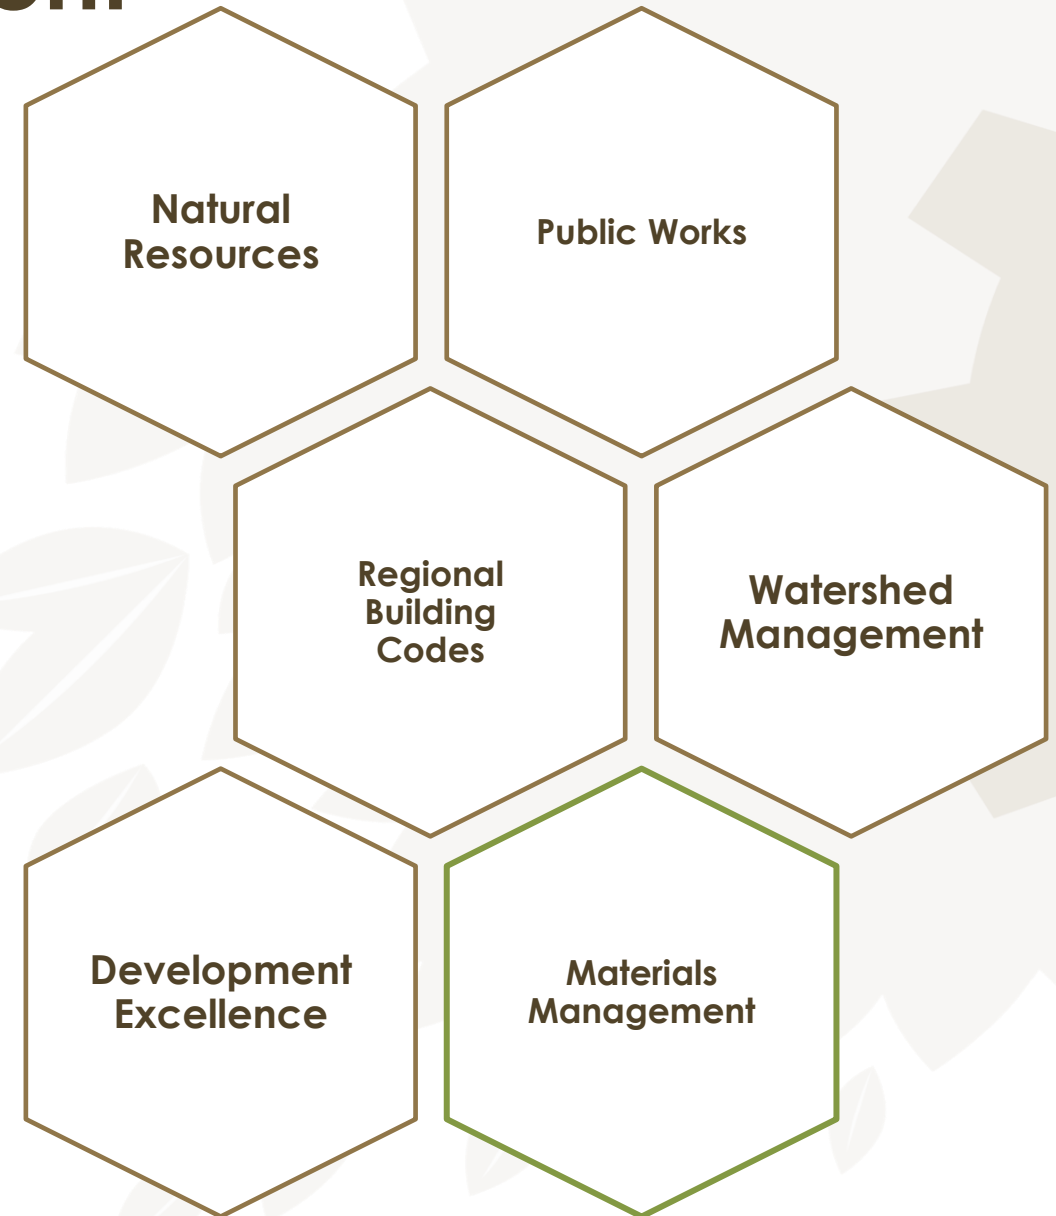 Natural
Resources
Public Works
Regional
Building
Codes
Watershed
Management
Development
Excellence
Materials
Management